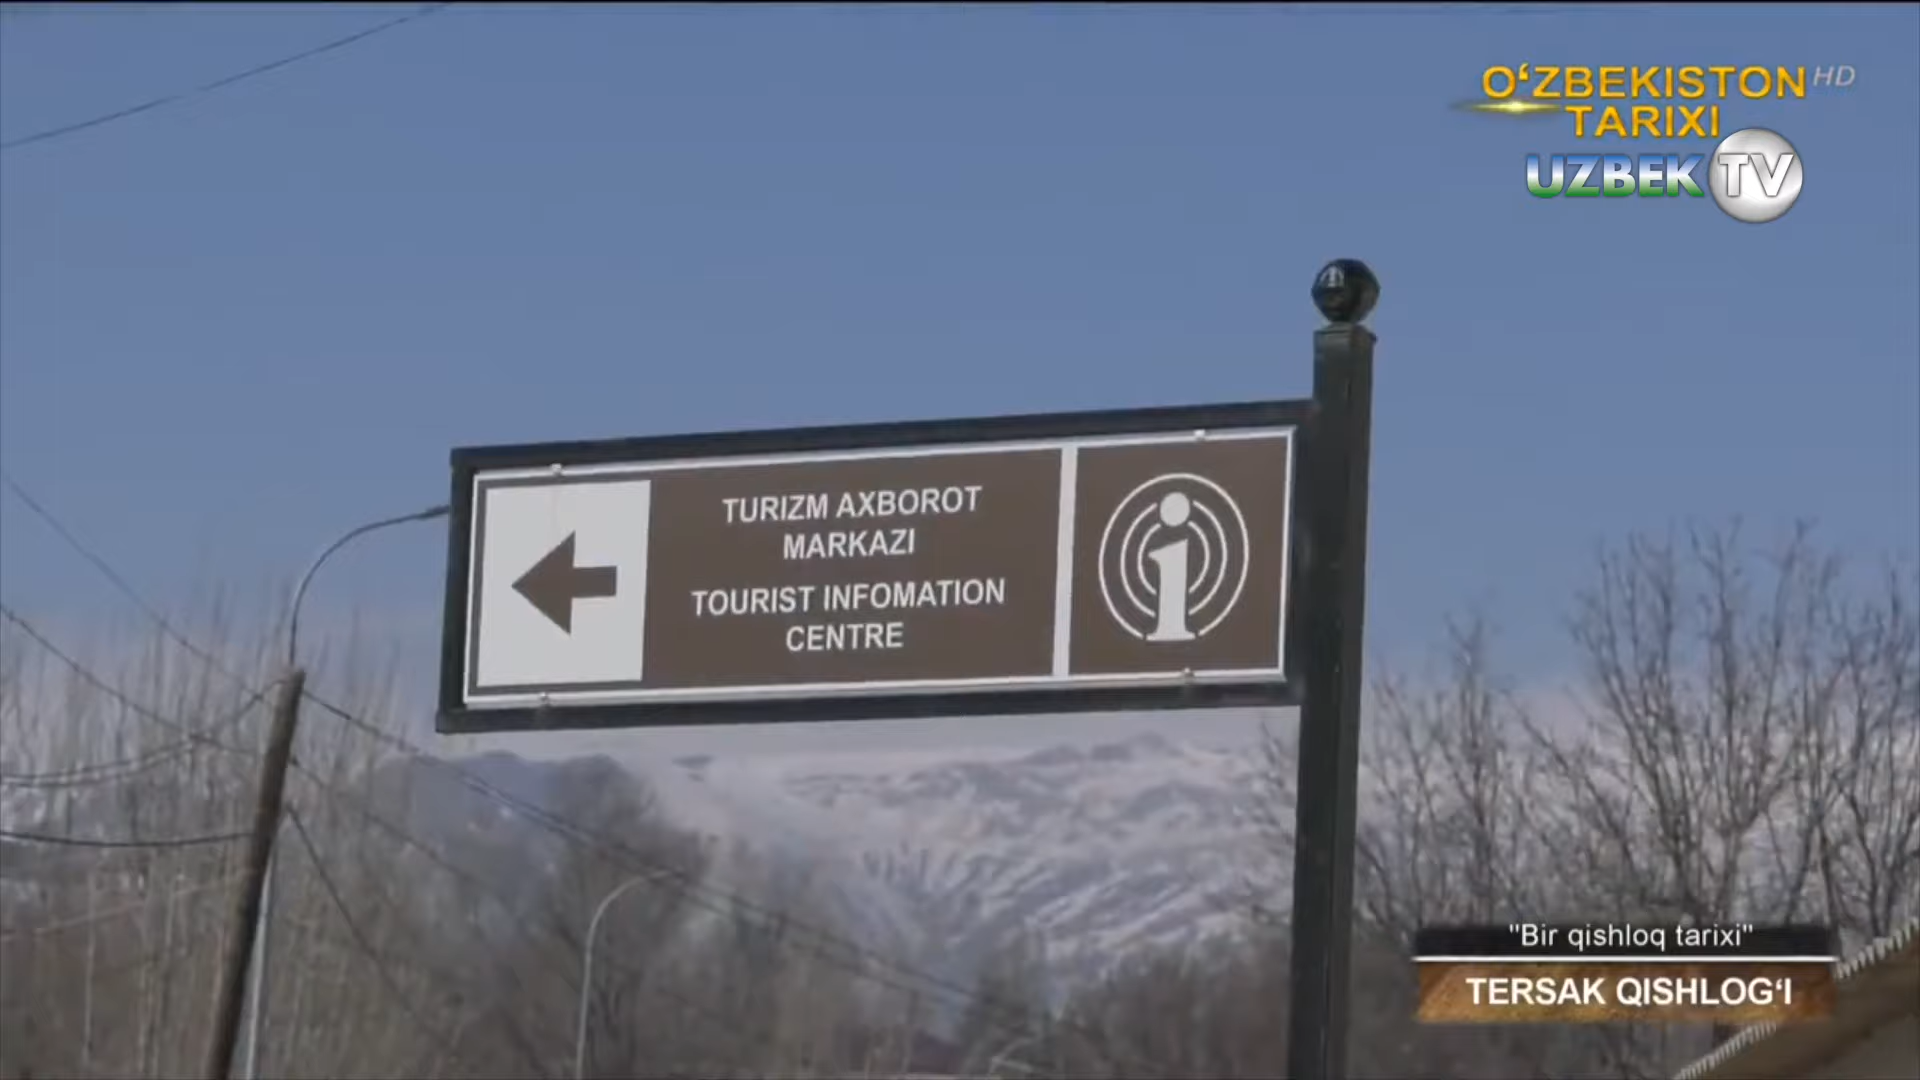 O‘ZBEKISTON HD
TARIXI
UZBEK TV
TURIZM AXBOROT
MARKAZI
TOURIST INFOMATION
CENTRE
i
"Bir qishloq tarixi"
TERSAK QISHLOG‘I